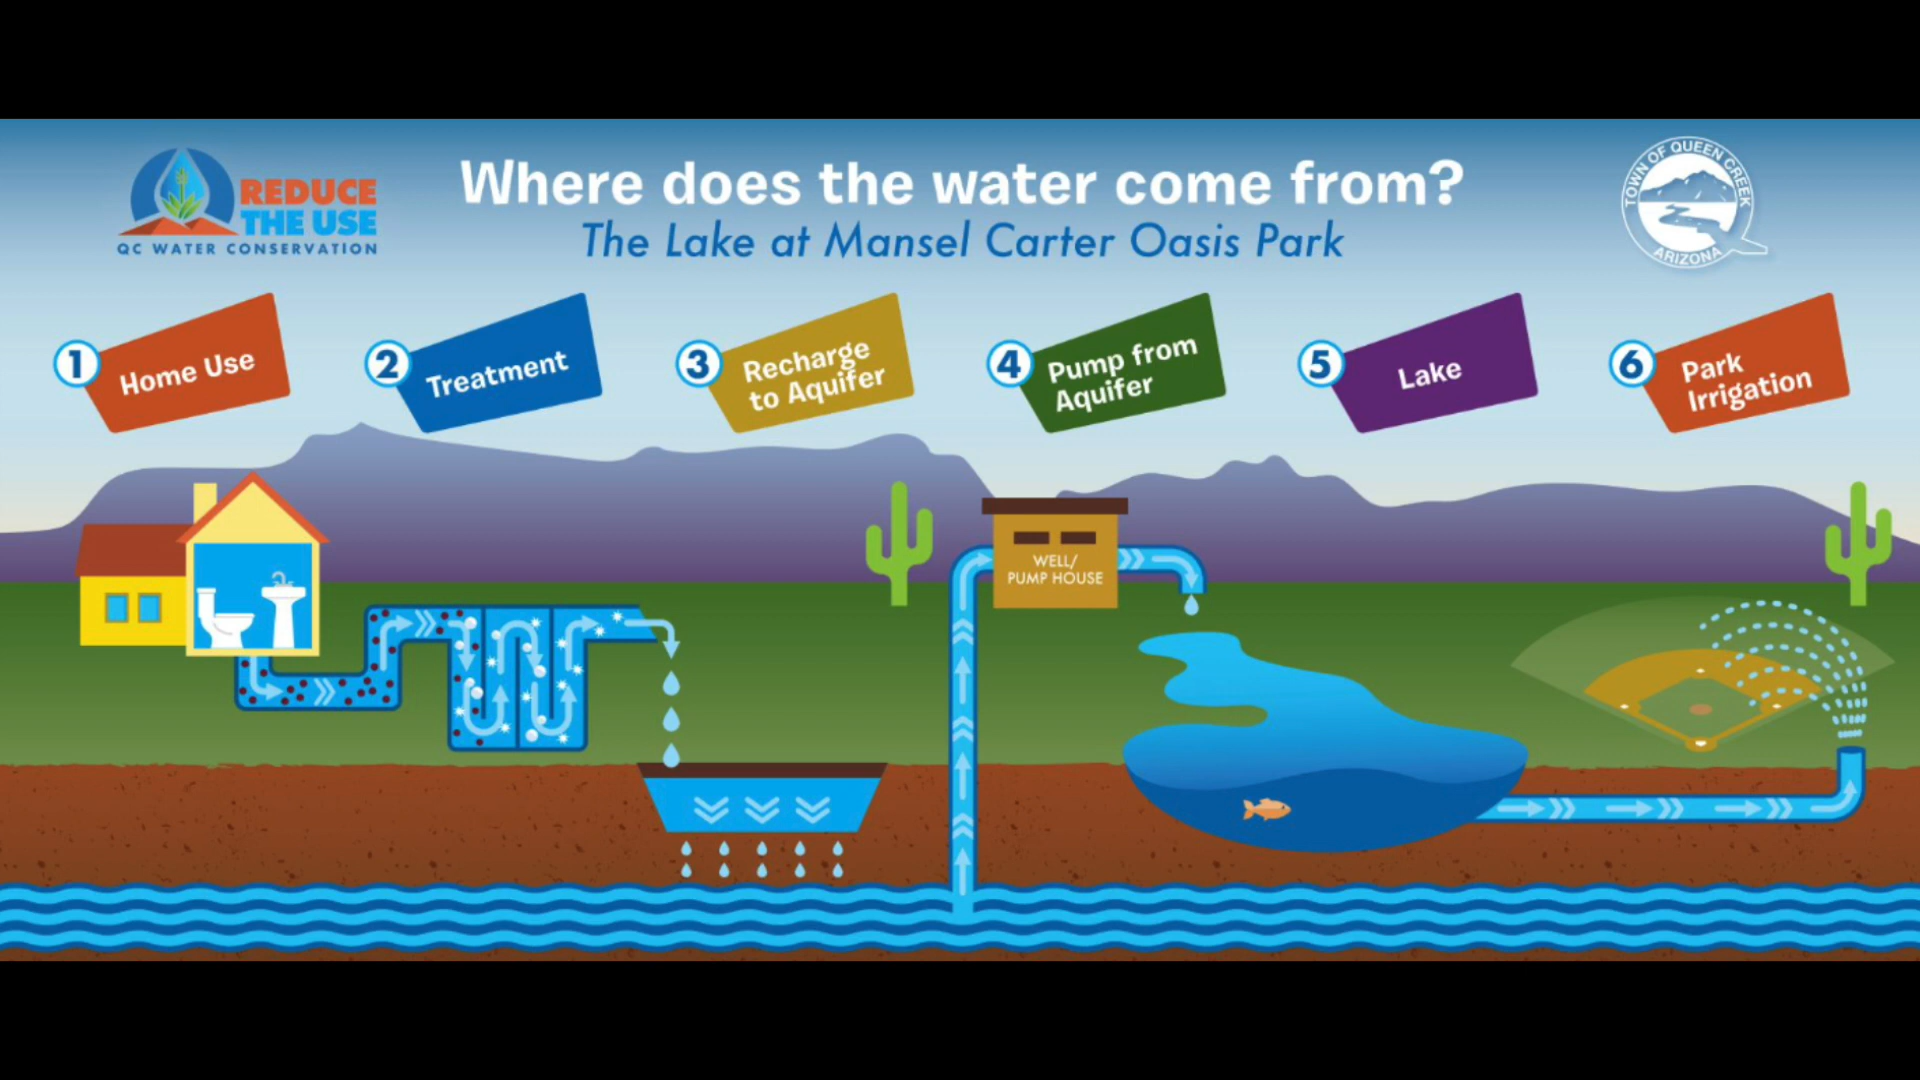 REDUCE
THE USE
QC WATER CONSERVATION
Where does the water come from?
The Lake at Mansel Carter Oasis Park
TOWN OF QUEEN CREEK
ARIZONA
1
Home Use
2
Treatment
3
Recharge
to Aquifer
4
Pump from
Aquifer
5
Lake
6
Park
Irrigation
WELL/
PUMP HOUSE